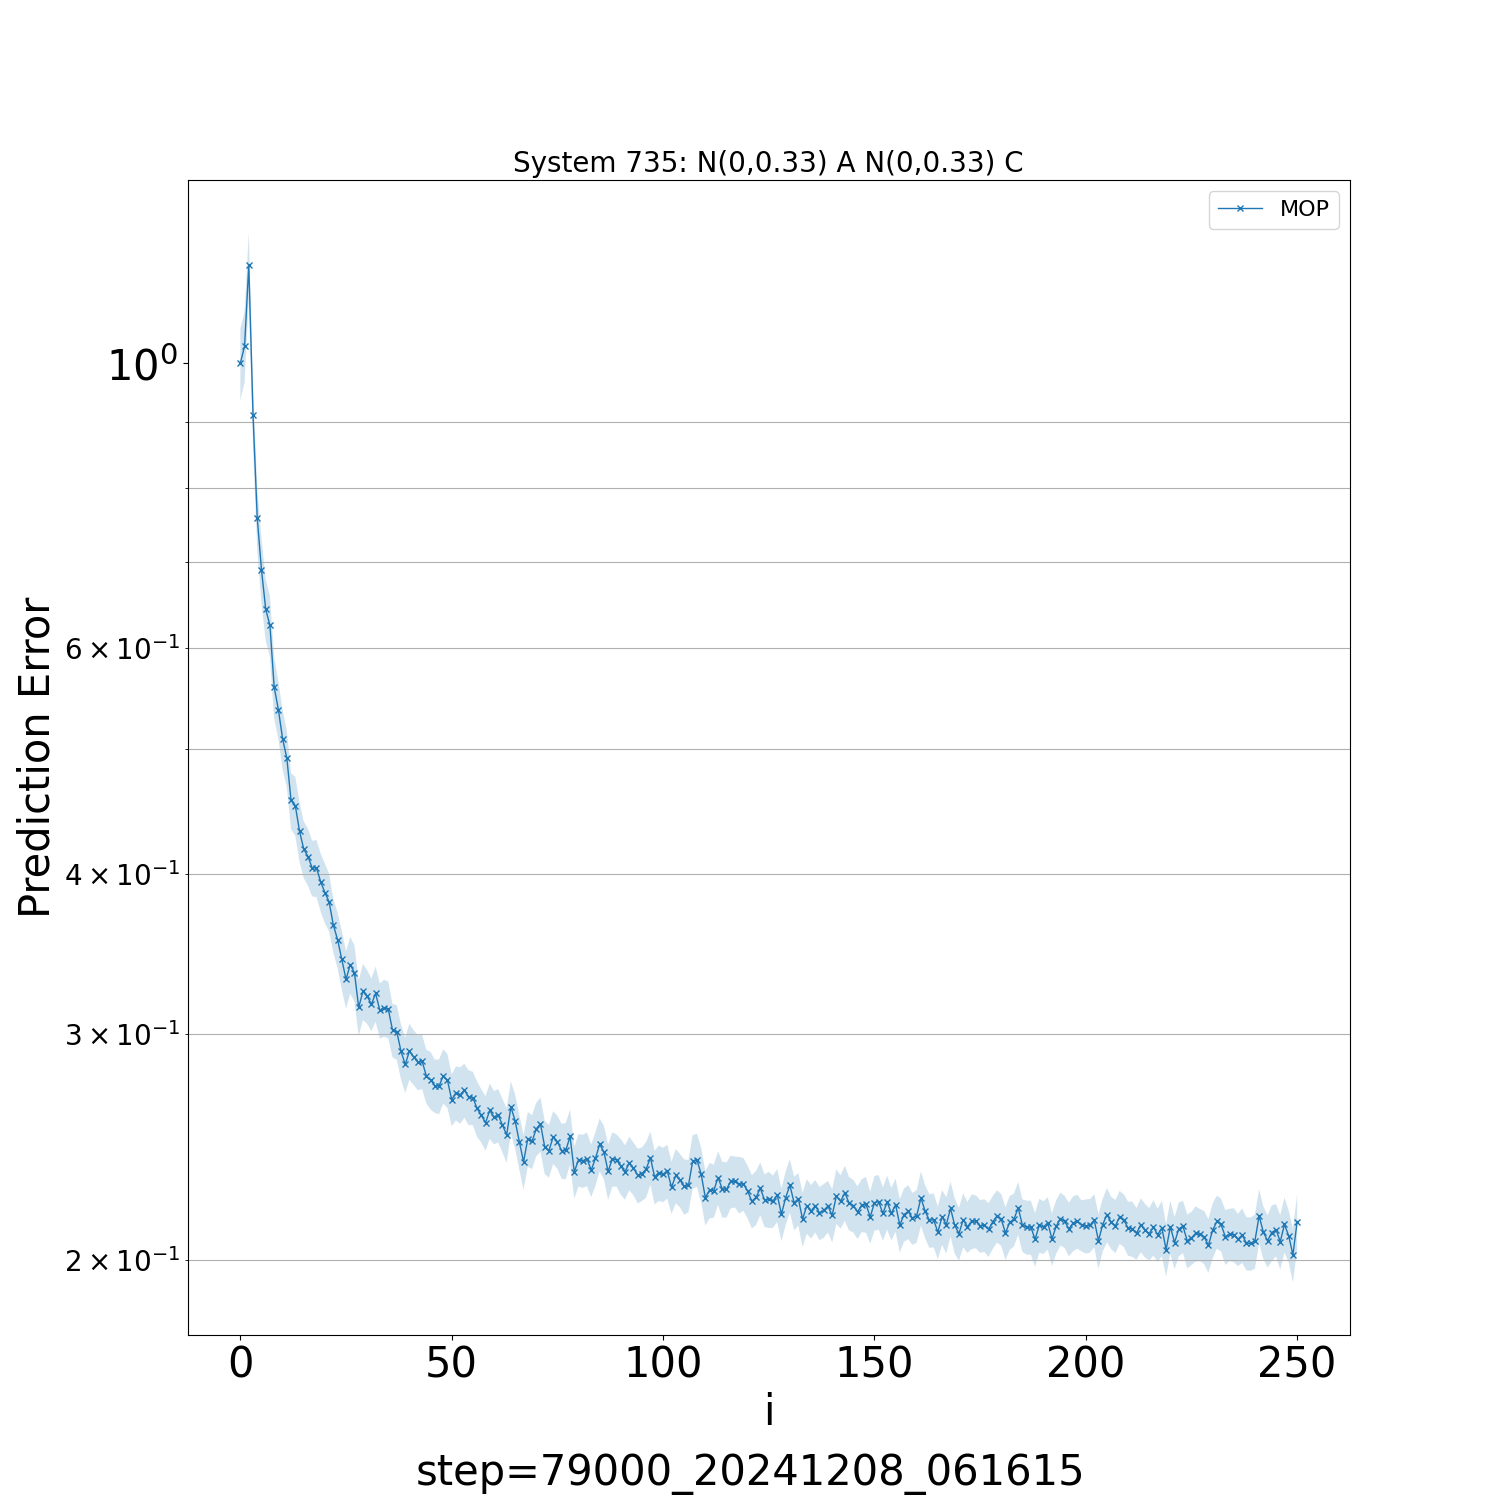 System 735: N(0,0.33) A N(0,0.33) C
MOP
10⁰
6 × 10⁻¹
4 × 10⁻¹
3 × 10⁻¹
2 × 10⁻¹
Prediction Error
0 50 100 150 200 250
i
step=79000_20241208_061615